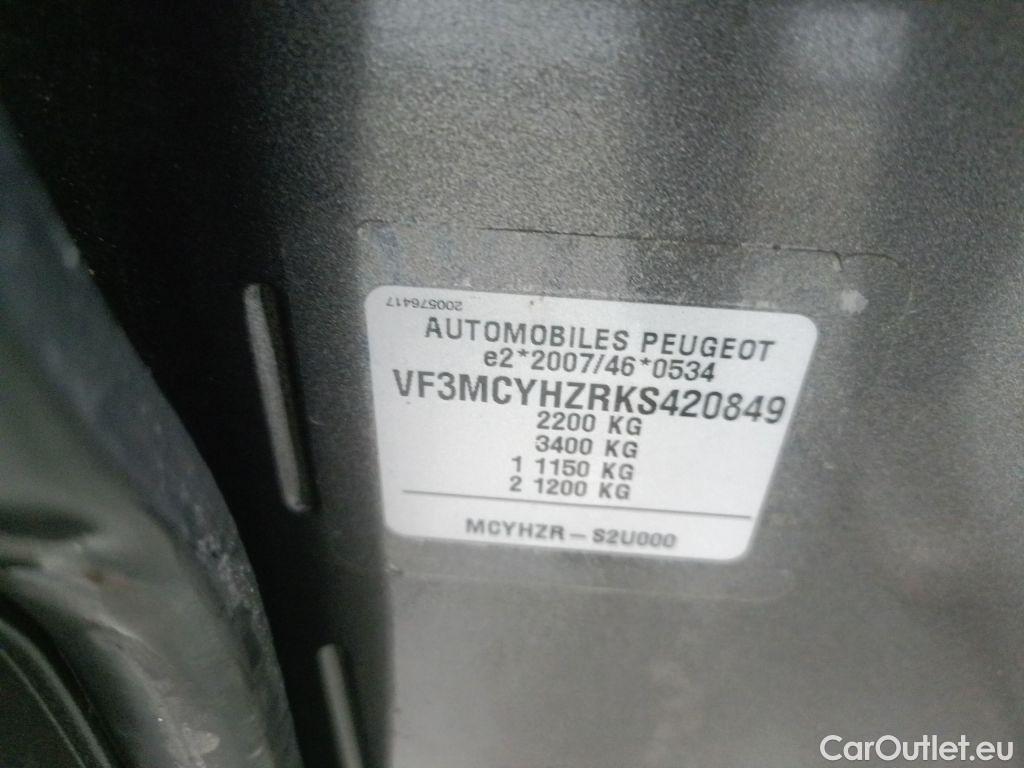 200576417
AUTOMOBILES PEUGEOT
e2*2007/46*0534
VF3MCYHZRKS420849
2200 KG
3400 KG
1 1150 KG
2 1200 KG
MCYHZR – S2U000
CarOutlet.eu